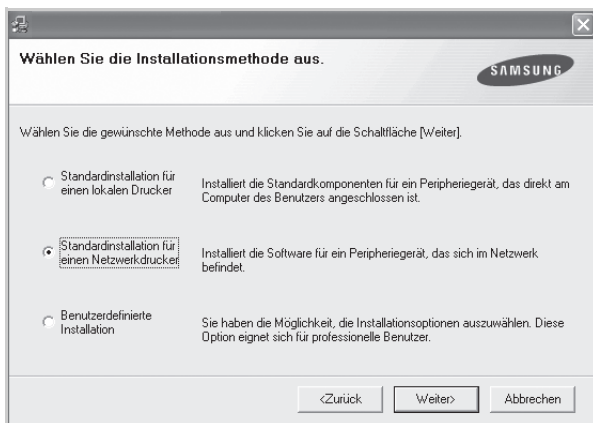 Wählen Sie die Installationsmethode aus.
SAMSUNG
Wählen Sie die gewünschte Methode aus und klicken Sie auf die Schaltfläche [Weiter].
Standardinstallation für
einen lokalen Drucker
Installiert die Standardkomponenten für ein Peripheriegerät, das direkt am
Computer des Benutzers angeschlossen ist.
Standardinstallation für
einen Netzwerkdrucker
Installiert die Software für ein Peripheriegerät, das sich im Netzwerk
befindet.
Benutzerdefinierte
Installation
Sie haben die Möglichkeit, die Installationsoptionen auszuwählen. Diese
Option eignet sich für professionelle Benutzer.
<Zurück
Weiter>
Abbrechen